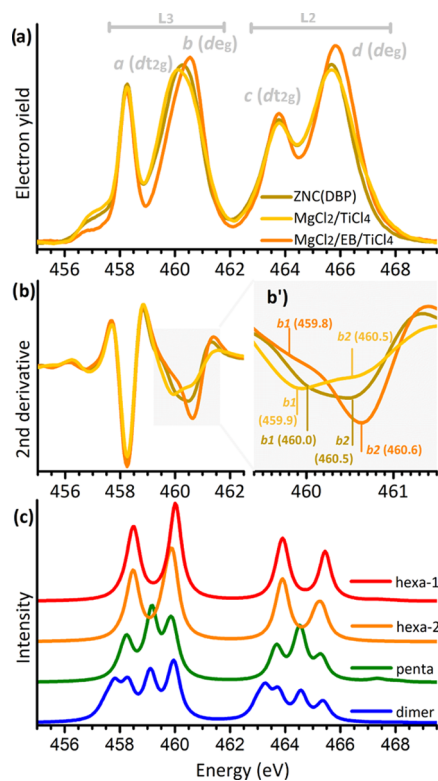 (a)
L3
L2
a (dt2g)
b (deg)
c (dt2g)
d (deg)
Electron yield
ZNC(DBP)
MgCl2/TiCl4
MgCl2/EB/TiCl4
456 458 460 462 464 466 468
(b)
b')
2nd derivative
b1 (459.8)
b2 (460.5)
b1
(459.9)
b1 (460.0)
b2
(460.5)
b2 (460.6)
456 458 460 462
460 461
(c)
Intensity
hexa-1
hexa-2
penta
dimer
456 458 460 462 464 466 468
Energy (eV)